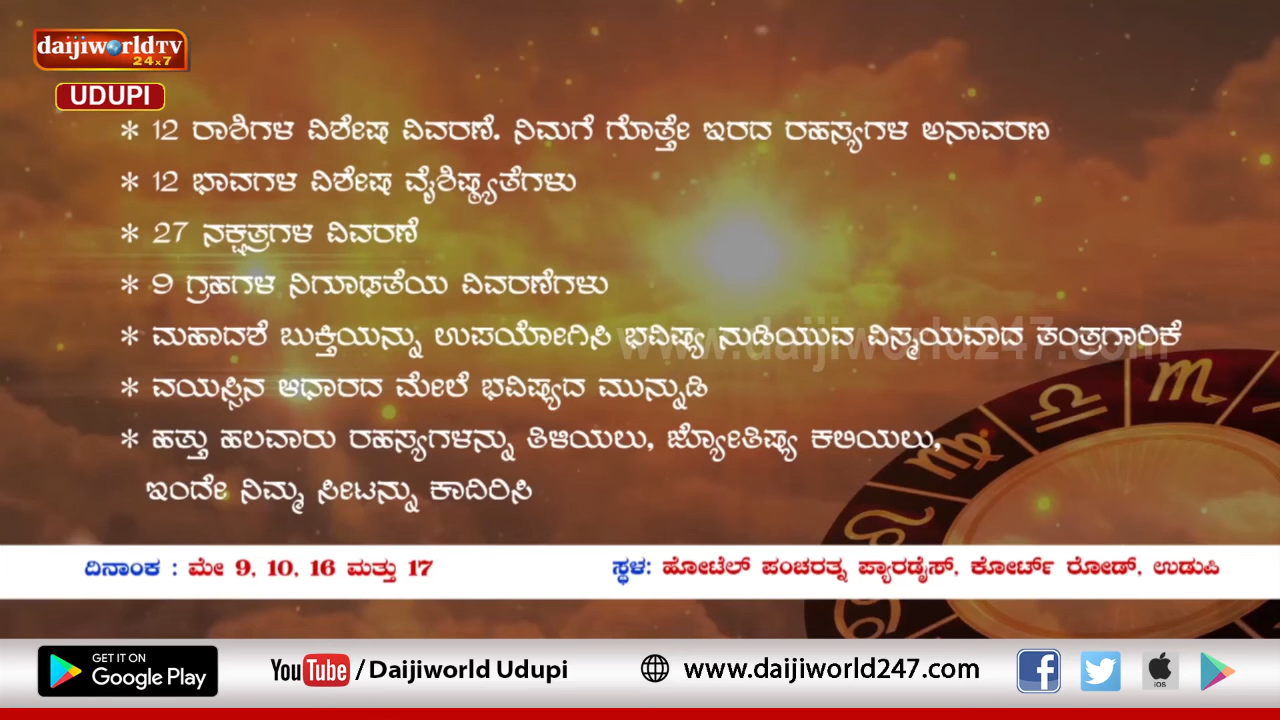 daijiworldTV
24x7
UDUPI
* 12 ರಾಶಿಗಳ ವಿಶೇಷ ವಿವರಣೆ. ನಿಮಗೆ ಗೊತ್ತೇ ಇರದ ರಹಸ್ಯಗಳ ಅನಾವರಣ
* 12 ಭಾವಗಳ ವಿಶೇಷ ವೈಶಿಷ್ಟ್ಯತೆಗಳು
* 27 ನಕ್ಷತ್ರಗಳ ವಿವರಣೆ
* 9 ಗ್ರಹಗಳ ನಿಗೂಢತೆಯ ವಿವರಣೆಗಳು
* ಮಹಾದಶೆ ಬುಕ್ತಿಯನ್ನು ಉಪಯೋಗಿಸಿ ಭವಿಷ್ಯ ನುಡಿಯುವ ವಿಸ್ಮಯವಾದ ತಂತ್ರಗಾರಿಕೆ
www.daijiworld247.com
* ವಯಸ್ಸಿನ ಆಧಾರದ ಮೇಲೆ ಭವಿಷ್ಯದ ಮುನ್ನುಡಿ
* ಹತ್ತು ಹಲವಾರು ರಹಸ್ಯಗಳನ್ನು ತಿಳಿಯಲು, ಜ್ಯೋತಿಷ್ಯ ಕಲಿಯಲು,
ಇಂದೇ ನಿಮ್ಮ ಸೀಟನ್ನು ಕಾದಿರಿಸಿ
ದಿನಾಂಕ : ಮೇ 9, 10, 16 ಮತ್ತು 17
ಸ್ಥಳ: ಹೋಟೆಲ್ ಪಂಚರತ್ನ ಪ್ಯಾರಡೈಸ್, ಕೋರ್ಟ್ ರೋಡ್, ಉಡುಪಿ
GET IT ON
Google Play
YouTube /Daijiworld Udupi
www.daijiworld247.com
iOS